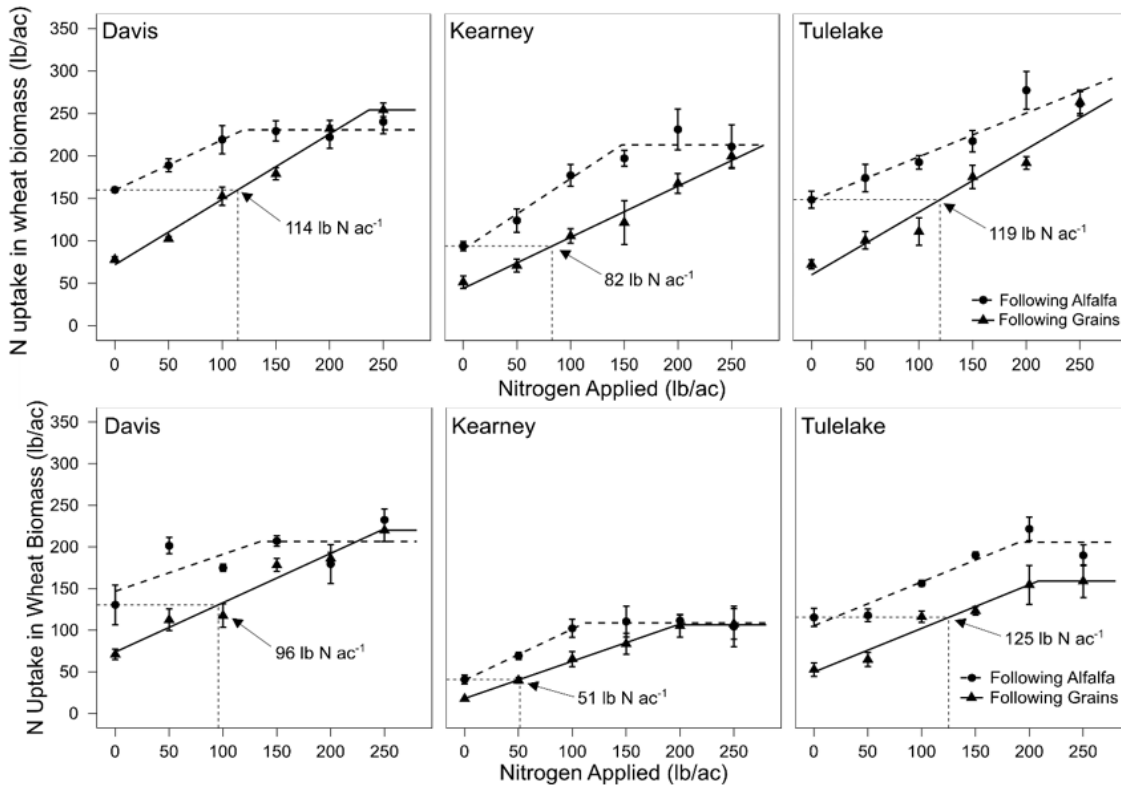 Davis
Kearney
Tulelake
N uptake in wheat biomass (lb/ac)
350
300
250
200
150
100
50
0
114 lb N ac⁻¹
82 lb N ac⁻¹
119 lb N ac⁻¹
Following Alfalfa
Following Grains
0 50 100 150 200 250
0 50 100 150 200 250
0 50 100 150 200 250
Nitrogen Applied (lb/ac)
Davis
Kearney
Tulelake
N Uptake in Wheat Biomass (lb/ac)
350
300
250
200
150
100
50
0
96 lb N ac⁻¹
51 lb N ac⁻¹
125 lb N ac⁻¹
Following Alfalfa
Following Grains
0 50 100 150 200 250
0 50 100 150 200 250
0 50 100 150 200 250
Nitrogen Applied (lb/ac)